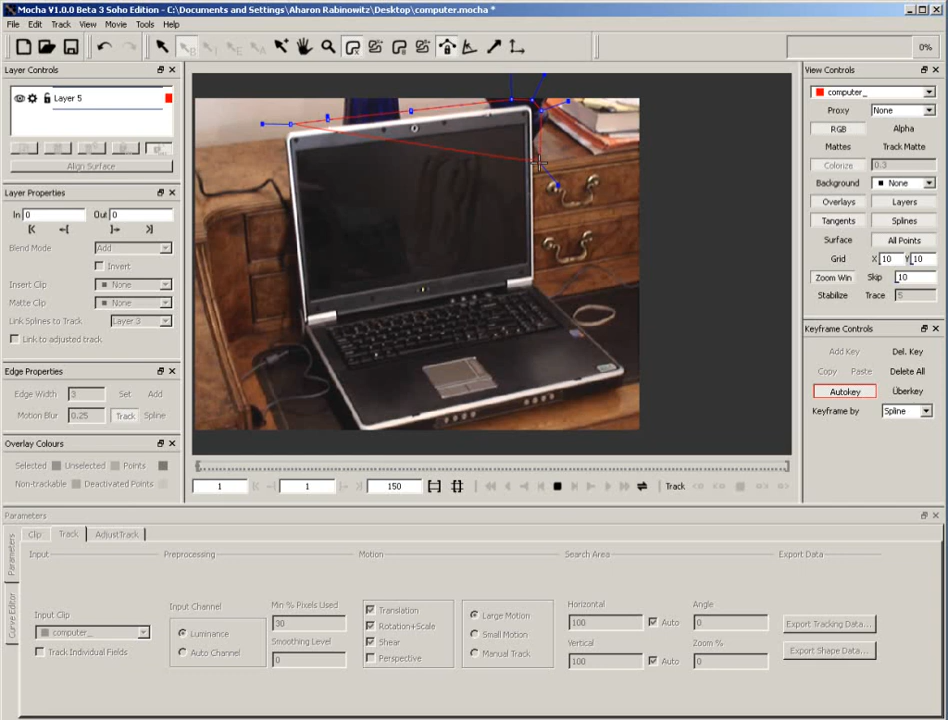 Mocha V1.0.0 Beta 3 Soho Edition - C:\Documents and Settings\Aharon Rabinowitz\Desktop\computer.mocha *
File Edit Track View Movie Tools Help
0%
Layer Controls
Layer 5
Align Surface
Layer Properties
In 0 Out 0
Blend Mode Add
Invert
Insert Clip None
Matte Clip None
Link Splines to Track Layer 3
Link to adjusted track
Edge Properties
Edge Width 3 Set Add
Motion Blur 0.25 Track Spline
Overlay Colours
Selected Unselected Points
Non-trackable Deactivated Points
View Controls
computer_
Proxy None
RGB Alpha
Mattes Track Matte
Colorize 0.3
Background None
Overlays Layers
Tangents Splines
Surface All Points
Grid X 10 Y 10
Zoom Win Skip 10
Stabilize Trace 5
Keyframe Controls
Add Key Del. Key
Copy Paste Delete All
Autokey Überkey
Keyframe by Spline
1 1 150 Track
Parameters
Parameters
Curve Editor
Clip Track AdjustTrack
Input Preprocessing Motion Search Area Export Data
Input Clip
computer_
Track Individual Fields
Input Channel
Luminance
Auto Channel
Min % Pixels Used
30
Smoothing Level
0
Translation
Rotation+Scale
Shear
Perspective
Large Motion
Small Motion
Manual Track
Horizontal
100 Auto
Vertical
100 Auto
Angle
0
Zoom %
0
Export Tracking Data...
Export Shape Data...